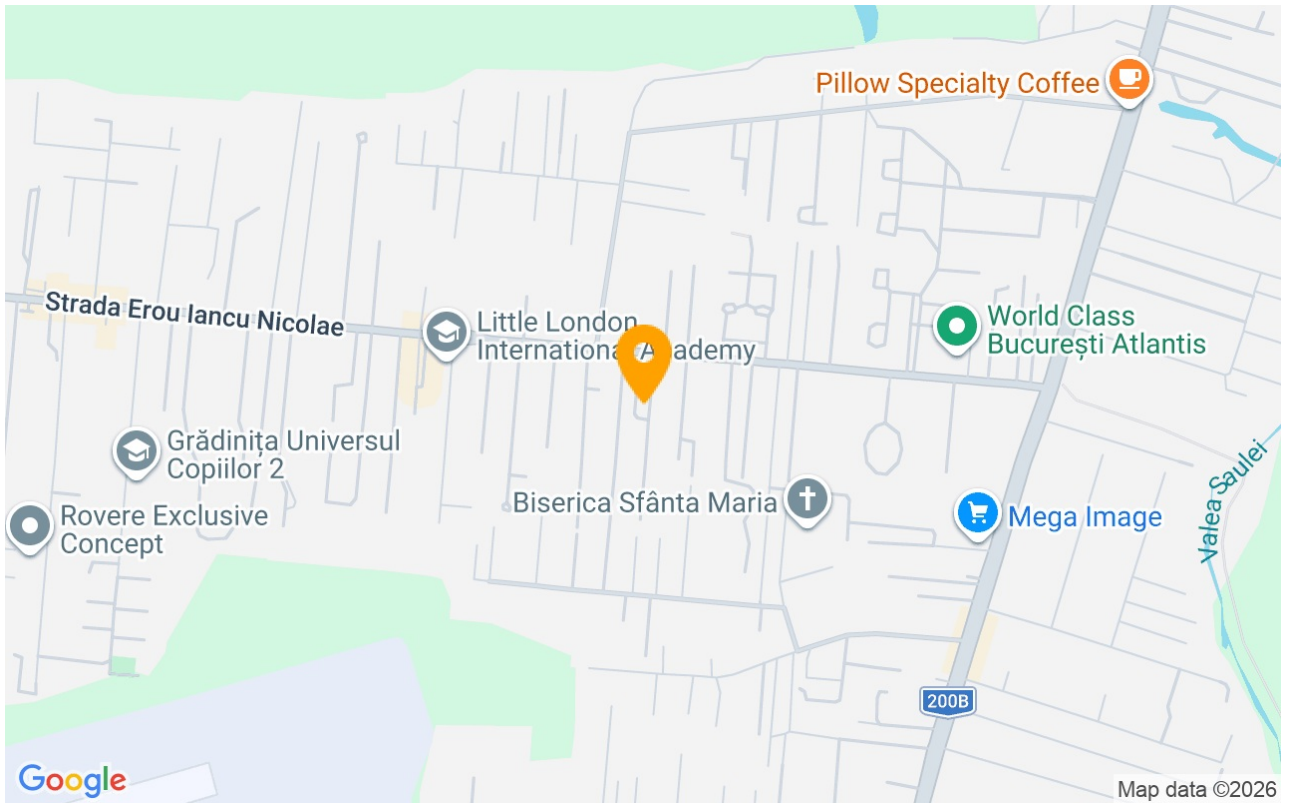 Pillow Specialty Coffee
Strada Erou Iancu Nicolae
Little London
International Academy
World Class
București Atlantis
Grădinița Universul
Copiilor 2
Biserica Sfânta Maria
Rovere Exclusive
Concept
Mega Image
Valea Saulei
200B
Google
Map data ©2026